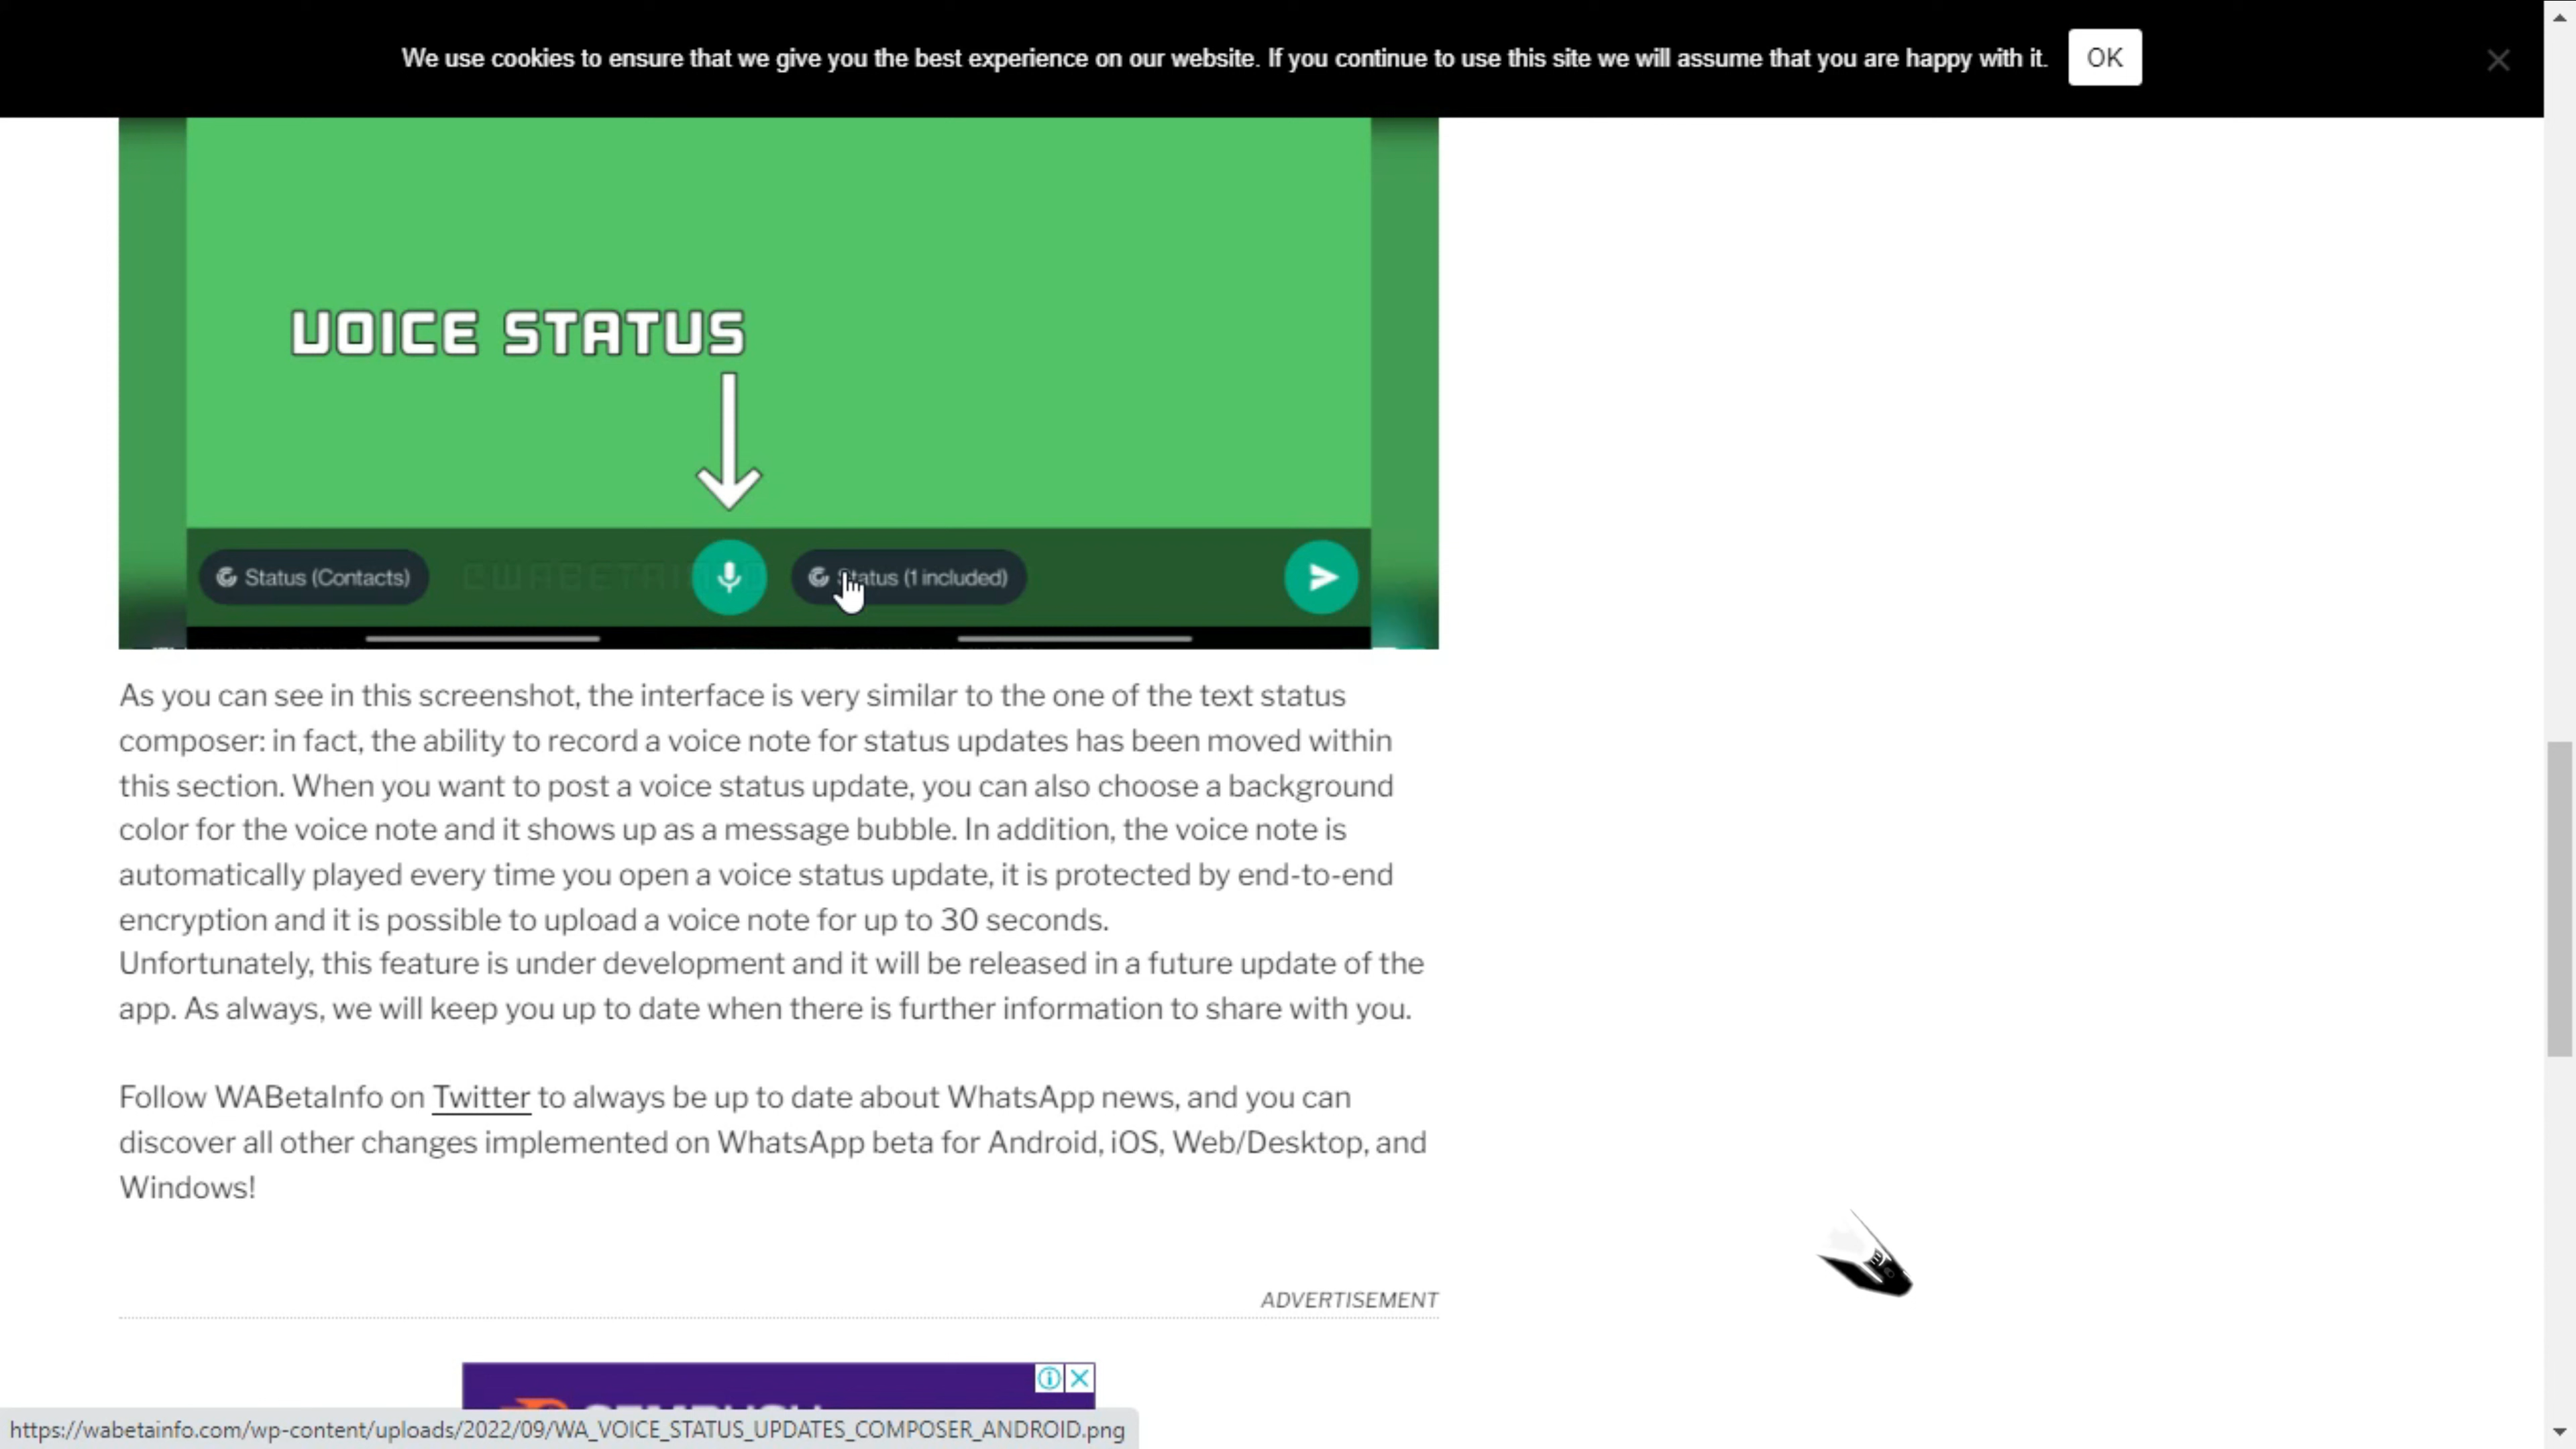 We use cookies to ensure that we give you the best experience on our website. If you continue to use this site we will assume that you are happy with it. OK
VOICE STATUS
Status (Contacts) Status (1 included)
As you can see in this screenshot, the interface is very similar to the one of the text status
composer: in fact, the ability to record a voice note for status updates has been moved within
this section. When you want to post a voice status update, you can also choose a background
color for the voice note and it shows up as a message bubble. In addition, the voice note is
automatically played every time you open a voice status update, it is protected by end-to-end
encryption and it is possible to upload a voice note for up to 30 seconds.
Unfortunately, this feature is under development and it will be released in a future update of the
app. As always, we will keep you up to date when there is further information to share with you.
Follow WABetaInfo on Twitter to always be up to date about WhatsApp news, and you can
discover all other changes implemented on WhatsApp beta for Android, iOS, Web/Desktop, and
Windows!
ADVERTISEMENT
https://wabetainfo.com/wp-content/uploads/2022/09/WA_VOICE_STATUS_UPDATES_COMPOSER_ANDROID.png